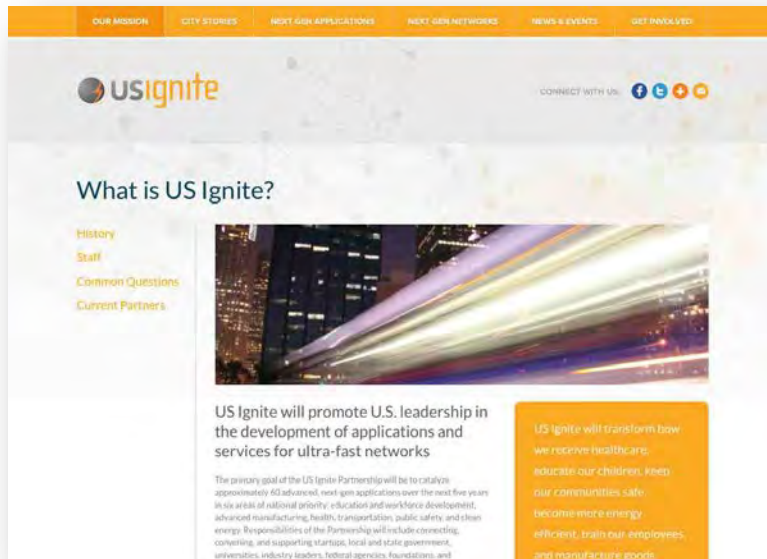 OUR MISSION CITY STORIES NEXT GEN APPLICATIONS NEXT GEN NETWORKS NEWS & EVENTS GET INVOLVED
USIgnite
CONNECT WITH US:
What is US Ignite?
History
Staff
Common Questions
Current Partners
US Ignite will promote U.S. leadership in
the development of applications and
services for ultra-fast networks
The primary goal of the US Ignite Partnership will be to catalyze
approximately 60 advanced, next-gen applications over the next five years
in six areas of national priority: education and workforce development,
advanced manufacturing, health, transportation, public safety, and clean
energy. Responsibilities of the Partnership will include connecting,
convening, and supporting startups, local and state government,
universities, industry leaders, federal agencies, foundations, and
US Ignite will transform how
we receive healthcare,
educate our children, keep
our communities safe,
become more energy
efficient, train our employees,
and manufacture goods.